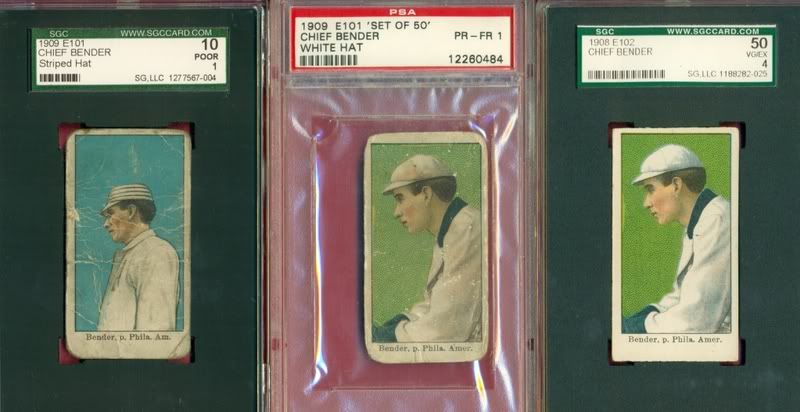 SGC WWW.SGCCARD.COM
1909 E101
CHIEF BENDER
Striped Hat
10
POOR
1
SG,LLC 1277567-004
Bender, p. Phila. Am.
PSA
1909 E101 'SET OF 50'
CHIEF BENDER
WHITE HAT
PR-FR 1
12260484
Bender, p. Phila. Amer.
SGC WWW.SGCCARD.COM
1908 E102
CHIEF BENDER
50
VG/EX
4
SG,LLC 1188282-025
Bender, p. Phila. Amer.